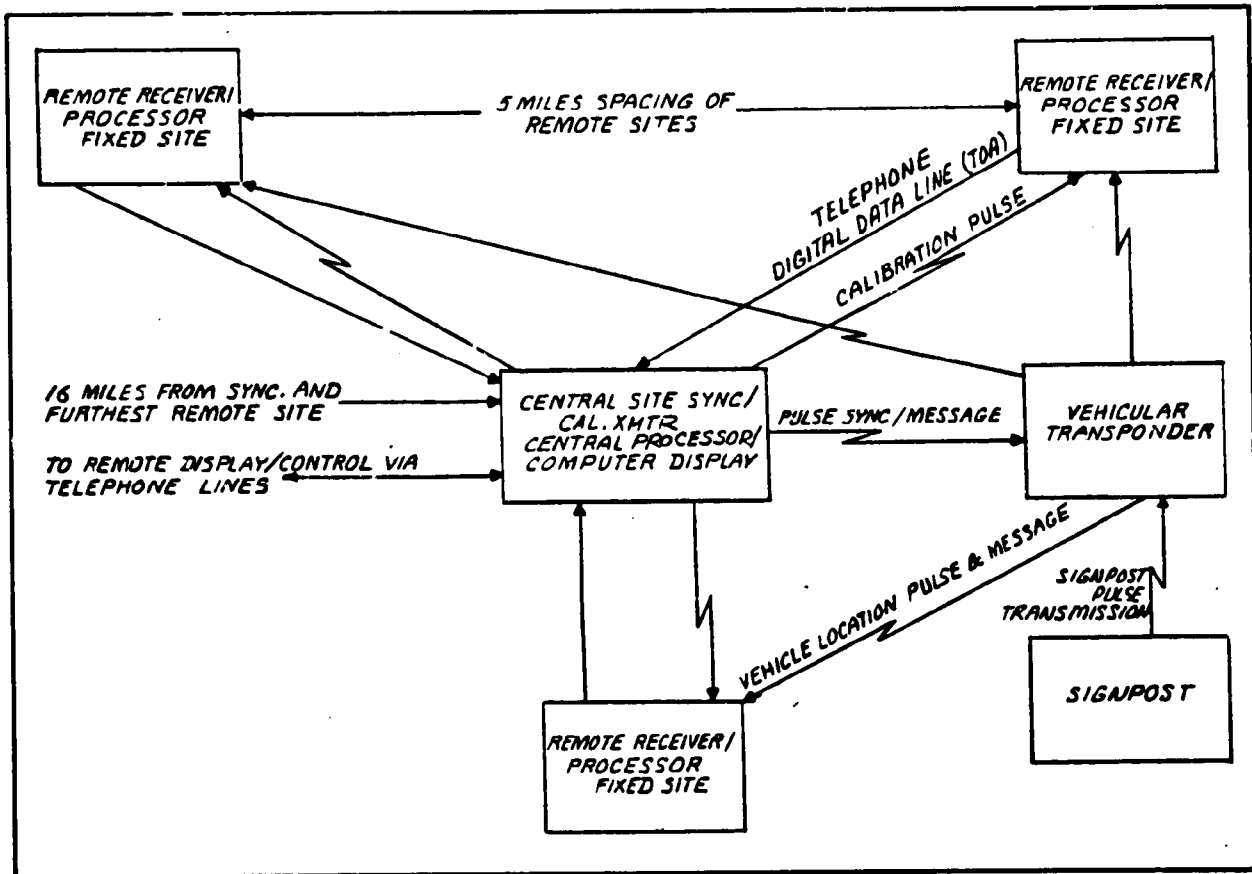 REMOTE RECEIVER/
PROCESSOR
FIXED SITE
5 MILES SPACING OF
REMOTE SITES
REMOTE RECEIVER/
PROCESSOR
FIXED SITE
TELEPHONE
DIGITAL DATA LINE (TOA)
CALIBRATION PULSE
16 MILES FROM SYNC. AND
FURTHEST REMOTE SITE
TO REMOTE DISPLAY/CONTROL VIA
TELEPHONE LINES
CENTRAL SITE SYNC/
CAL. XMTR
CENTRAL PROCESSOR/
COMPUTER DISPLAY
PULSE SYNC/MESSAGE
VEHICULAR
TRANSPONDER
VEHICLE LOCATION PULSE & MESSAGE
SIGNPOST
PULSE
TRANSMISSION
SIGNPOST
REMOTE RECEIVER/
PROCESSOR
FIXED SITE